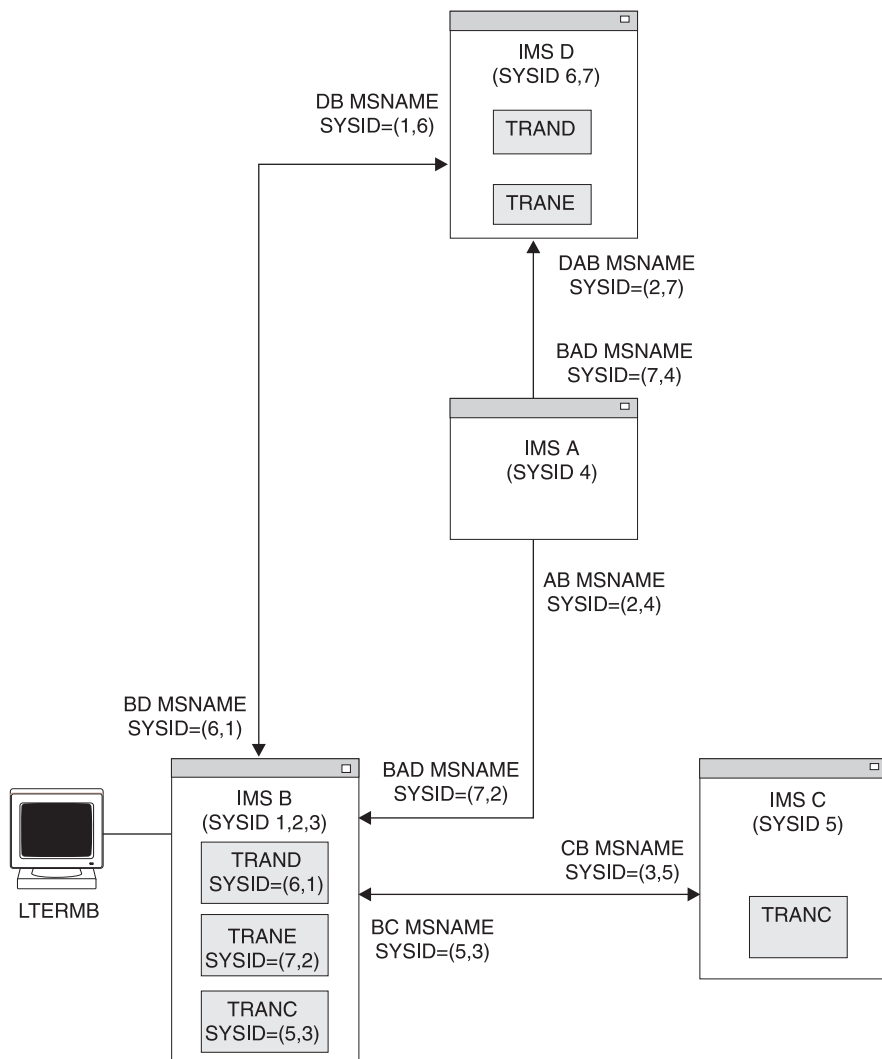 IMS D
(SYSID 6,7)
DB MSNAME
SYSID=(1,6)
TRAND
TRANE
DAB MSNAME
SYSID=(2,7)
BAD MSNAME
SYSID=(7,4)
IMS A
(SYSID 4)
AB MSNAME
SYSID=(2,4)
BD MSNAME
SYSID=(6,1)
BAD MSNAME
SYSID=(7,2)
IMS B
(SYSID 1,2,3)
TRAND
SYSID=(6,1)
TRANE
SYSID=(7,2)
TRANC
SYSID=(5,3)
LTERMB
CB MSNAME
SYSID=(3,5)
BC MSNAME
SYSID=(5,3)
IMS C
(SYSID 5)
TRANC